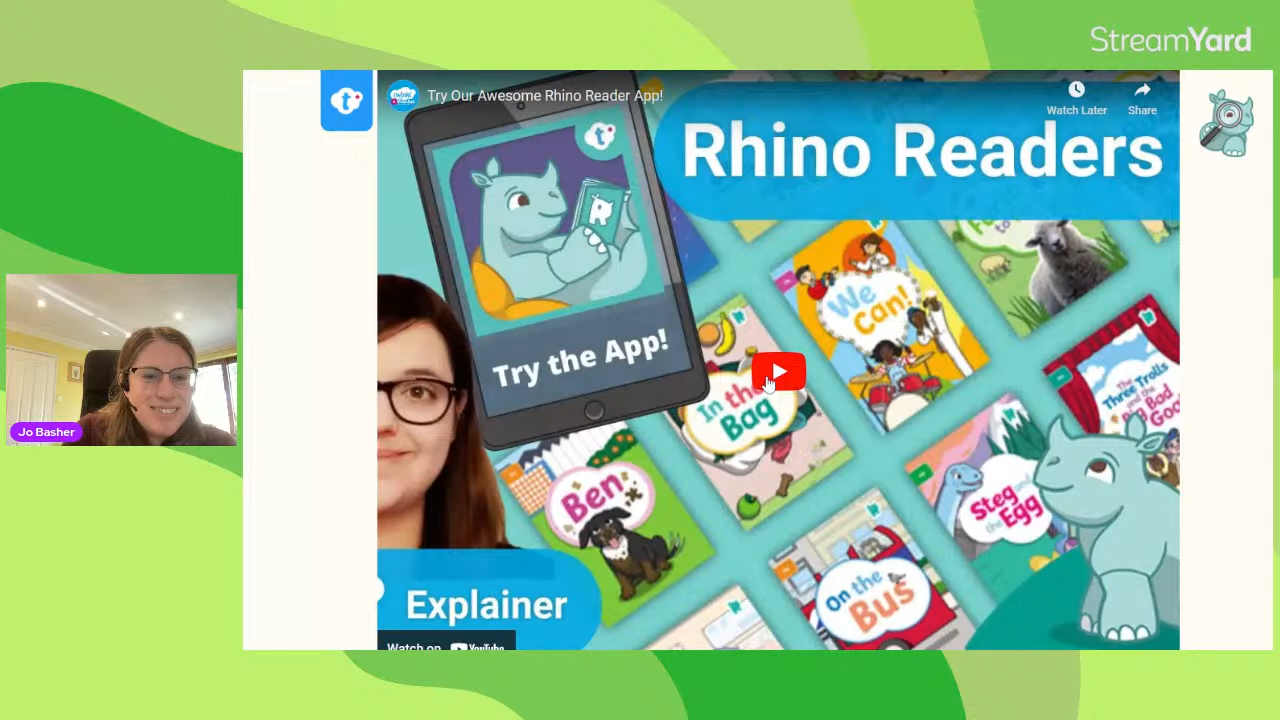 StreamYard
t
twinkl
Try Our Awesome Rhino Reader App!
Watch Later
Share
Rhino Readers
R
Try the App!
We
Can!
to
In the
Bag
The
Three Trolls
and the
Big Bad
Goat
Ben
Steg and
the Egg
On the
Bus
Explainer
Watch on YouTube
Jo Basher